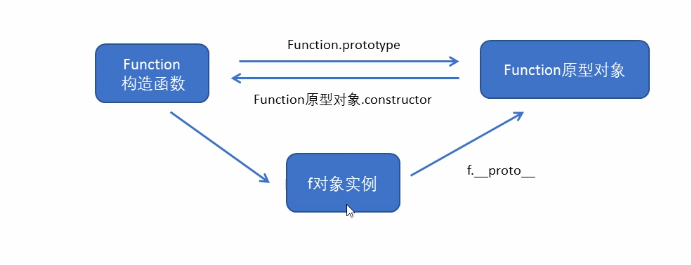 Function.prototype
Function
构造函数
Function原型对象
Function原型对象.constructor
f对象实例
f.__proto__